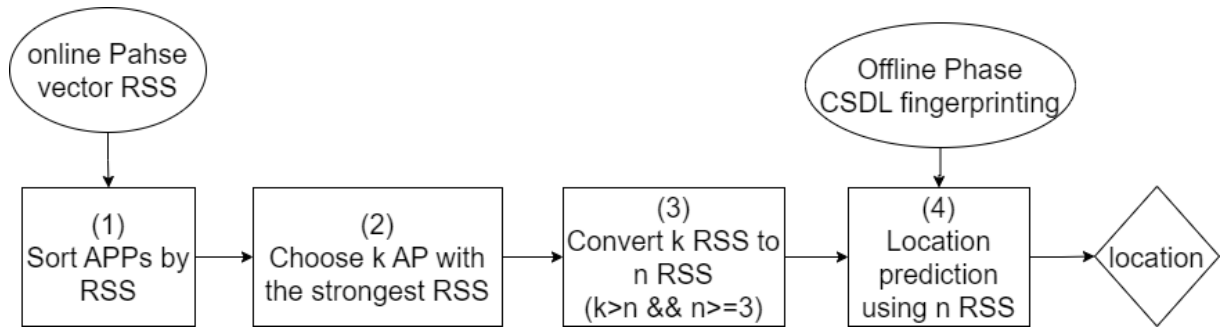 online Pahse
vector RSS
Offline Phase
CSDL fingerprinting
(1)
Sort APPs by
RSS
(2)
Choose k AP with
the strongest RSS
(3)
Convert k RSS to
n RSS
(k>n && n>=3)
(4)
Location
prediction
using n RSS
location